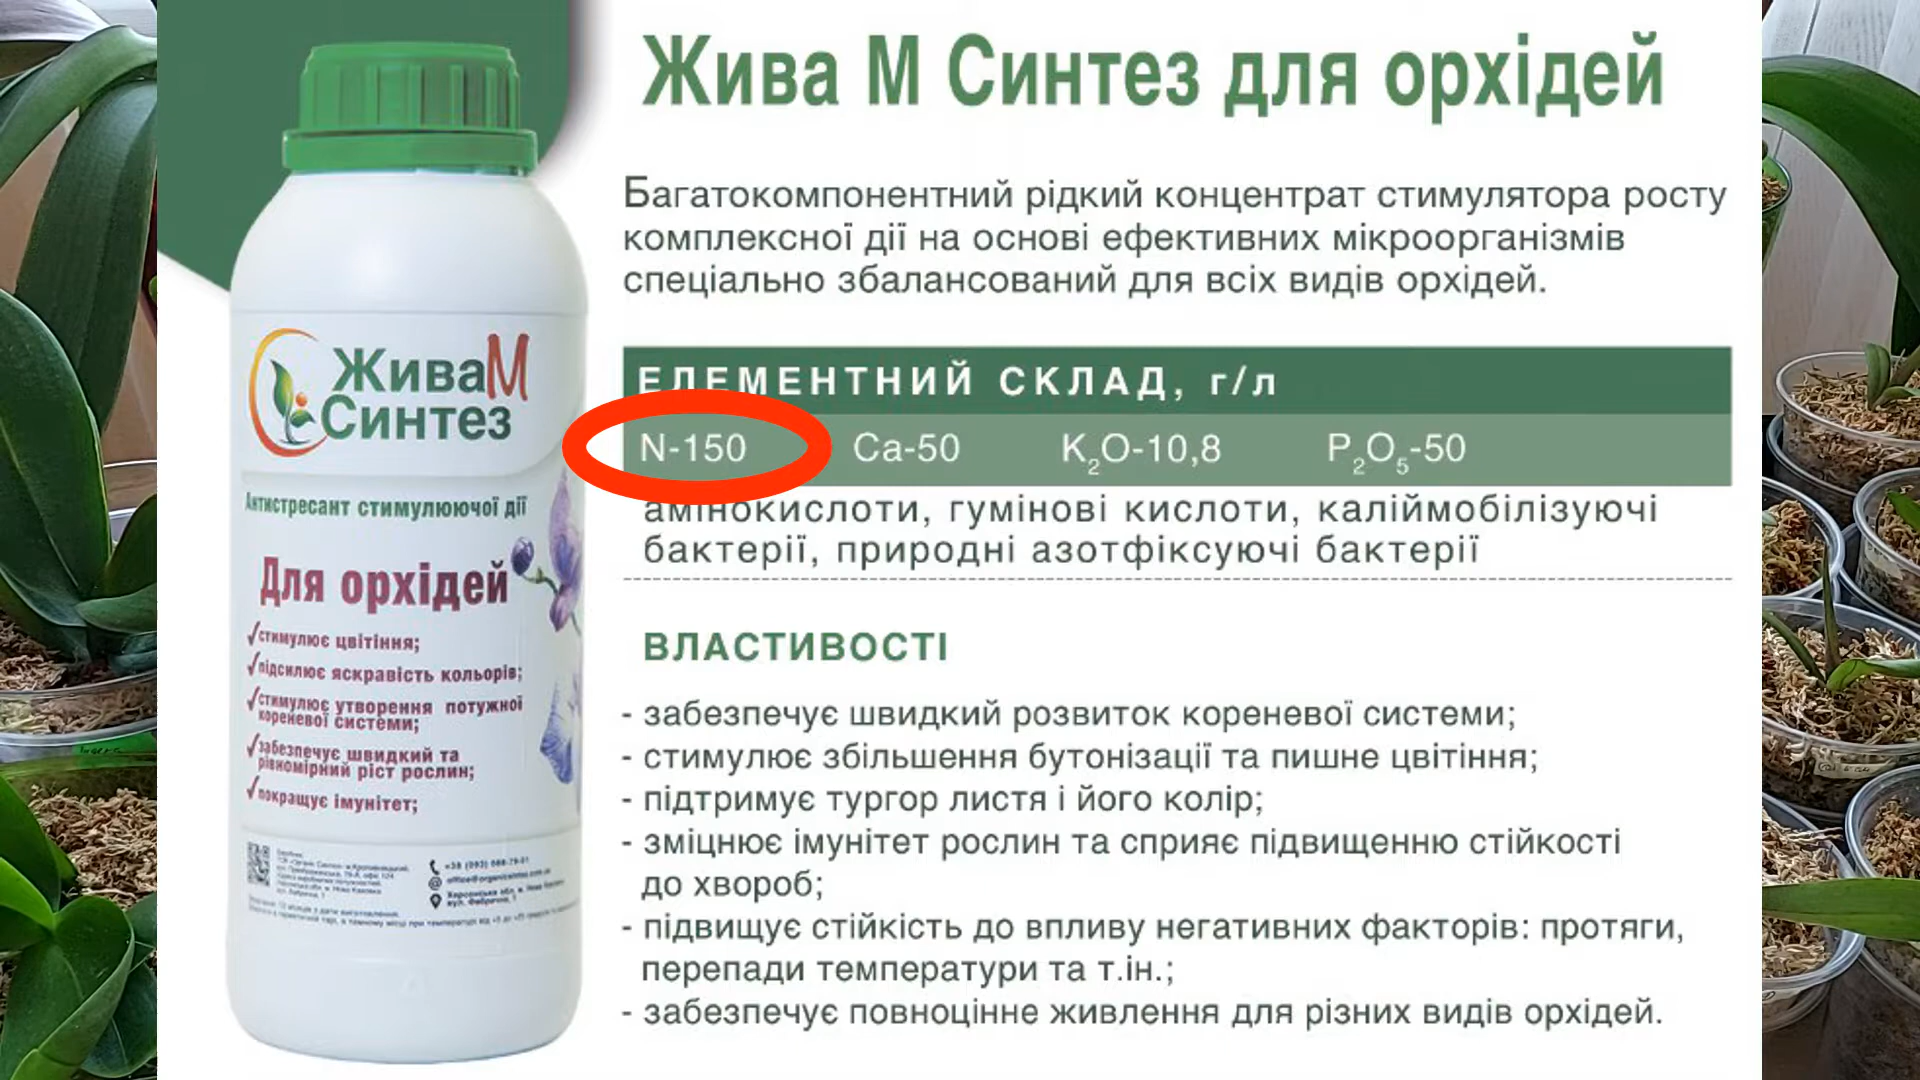 Жива М Синтез для орхідей
Багатокомпонентний рідкий концентрат стимулятора росту
комплексної дії на основі ефективних мікроорганізмів
спеціально збалансований для всіх видів орхідей.
ЕЛЕМЕНТНИЙ СКЛАД, г/л
N-150 Ca-50 K₂O-10,8 P₂O₅-50
амінокислоти, гумінові кислоти, каліймобілізуючі
бактерії, природні азотфіксуючі бактерії
ВЛАСТИВОСТІ
- забезпечує швидкий розвиток кореневої системи;
- стимулює збільшення бутонізації та пишне цвітіння;
- підтримує тургор листя і його колір;
- зміцнює імунітет рослин та сприяє підвищенню стійкості
до хвороб;
- підвищує стійкість до впливу негативних факторів: протяги,
перепади температури та т.ін.;
- забезпечує повноцінне живлення для різних видів орхідей.
Жива М
Синтез
Антистресант стимулюючої дії
Для орхідей
стимулює цвітіння;
підсилює яскравість кольорів;
стимулює утворення потужної
кореневої системи;
забезпечує швидкий та
рівномірний ріст рослин;
покращує імунітет;